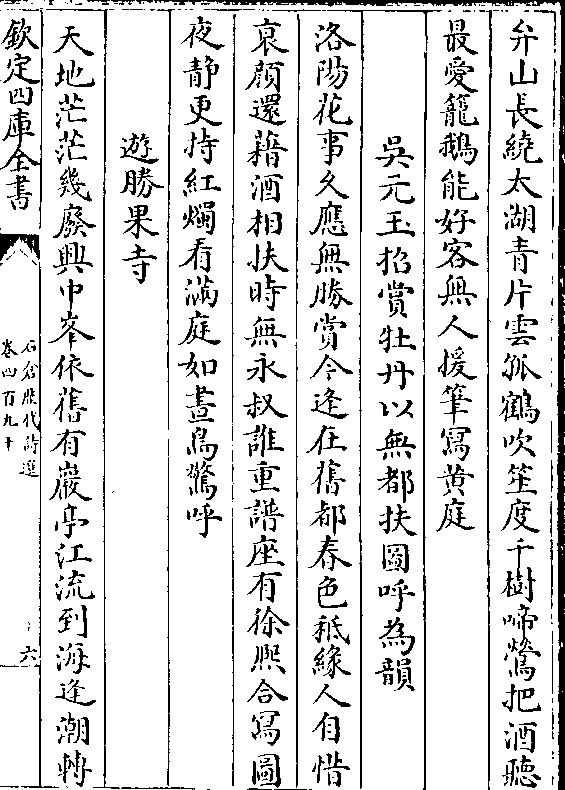 弁山長繞太湖青片雲孤鶴吹笙度千樹啼鶯把酒聽
最愛籠鵝能好客無人援筆寫黄庭
吳元玉招賞牡丹以無都扶圖呼為韻
洛陽花事久應無勝賞今逢在舊都春色秪緣人自惜
衰顔還藉酒相扶時無永叔誰重譜座有徐熈合寫圖
夜静更持紅燭看滿庭如晝鳥驚呼
遊勝果寺
天地茫茫幾廢興中峯依舊有巖亭江流到海逢潮轉
欽定四庫全書
石倉歴代詩選
卷四百九十
六